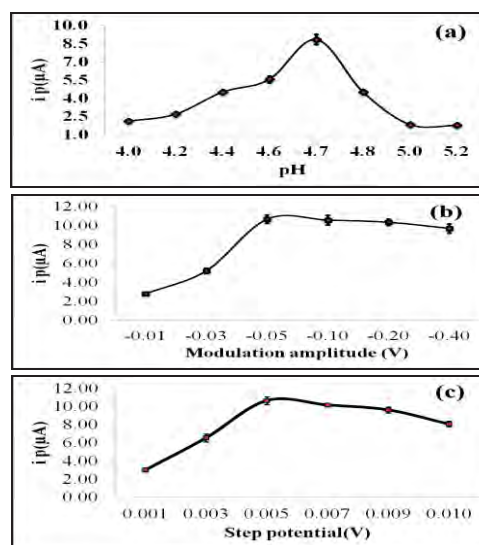 (a)
i p(µA)
10.0
8.5
7.0
5.5
4.0
2.5
1.0
4.0 4.2 4.4 4.6 4.7 4.8 5.0 5.2
pH
(b)
i p(µA)
12.00
10.00
8.00
6.00
4.00
2.00
0.00
-0.01 -0.03 -0.05 -0.10 -0.20 -0.40
Modulation amplitude (V)
(c)
i p(µA)
12.00
10.00
8.00
6.00
4.00
2.00
0.00
0.001 0.003 0.005 0.007 0.009 0.010
Step potential(V)